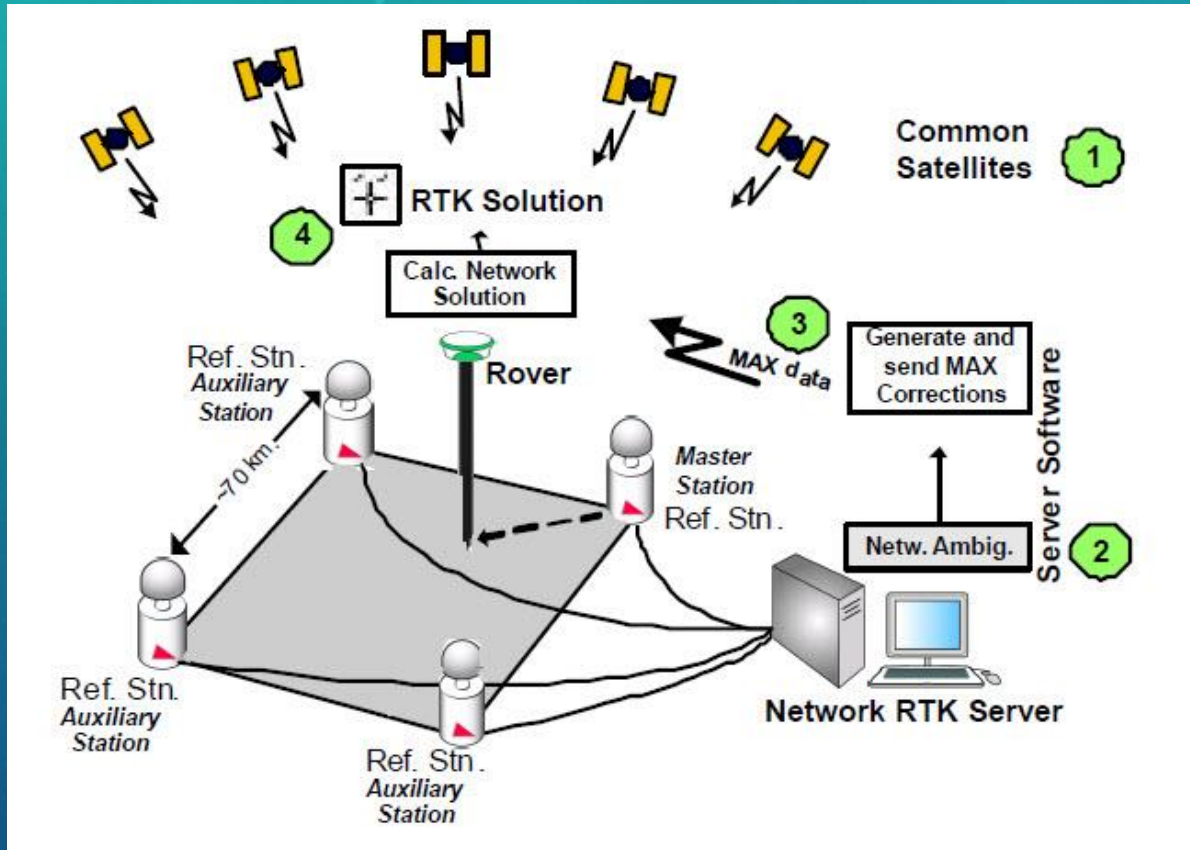 Common
Satellites
1
RTK Solution
4
Calc. Network
Solution
3
MAX data
Generate and
send MAX
Corrections
Server Software
Ref. Stn.
Auxiliary
Station
Rover
~70 km.
Master
Station
Ref. Stn.
Netw. Ambig.
2
Ref. Stn.
Auxiliary
Station
Network RTK Server
Ref. Stn.
Auxiliary
Station